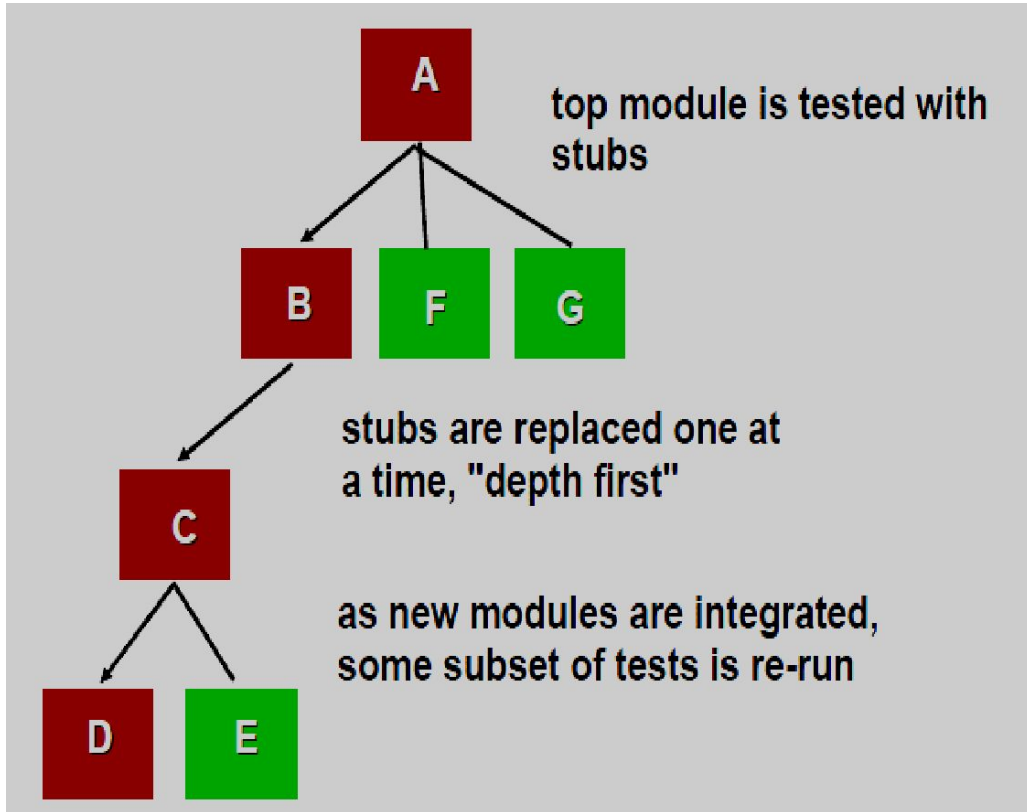 A
top module is tested with
stubs
B
F
G
stubs are replaced one at
a time, "depth first"
C
as new modules are integrated,
some subset of tests is re-run
D
E